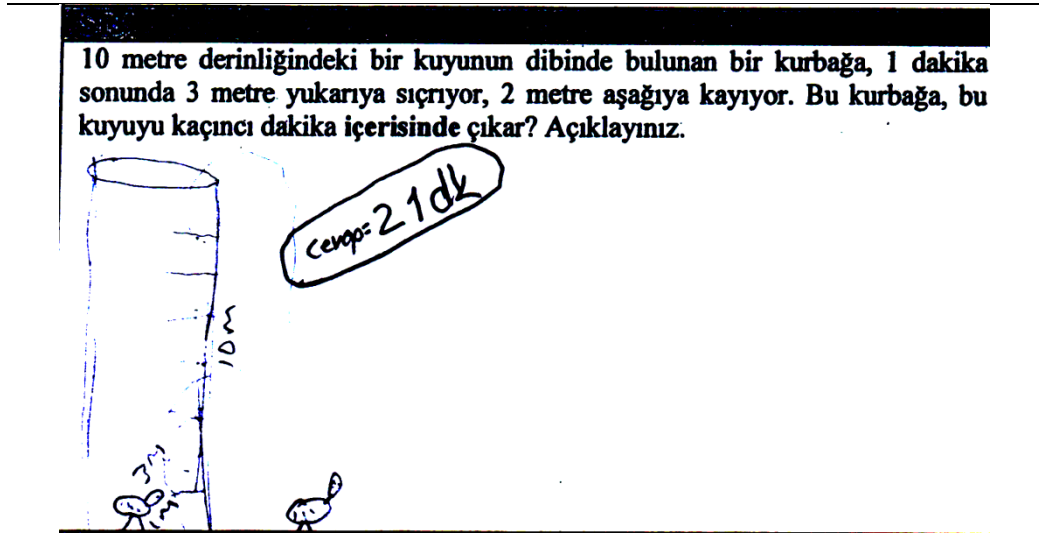 10 metre derinliğindeki bir kuyunun dibinde bulunan bir kurbağa, 1 dakika
sonunda 3 metre yukarıya sıçrıyor, 2 metre aşağıya kayıyor. Bu kurbağa, bu
kuyuyu kaçıncı dakika içerisinde çıkar? Açıklayınız.
cevap= 21dk
10m
3m
1m